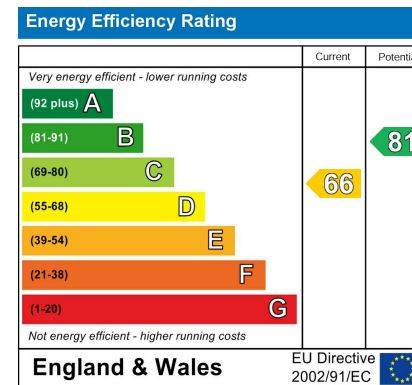 Energy Efficiency Rating
Current Potenti
Very energy efficient - lower running costs
(92 plus) A
(81-91) B 81
(69-80) C 66
(55-68) D
(39-54) E
(21-38) F
(1-20) G
Not energy efficient - higher running costs
England & Wales
EU Directive
2002/91/EC